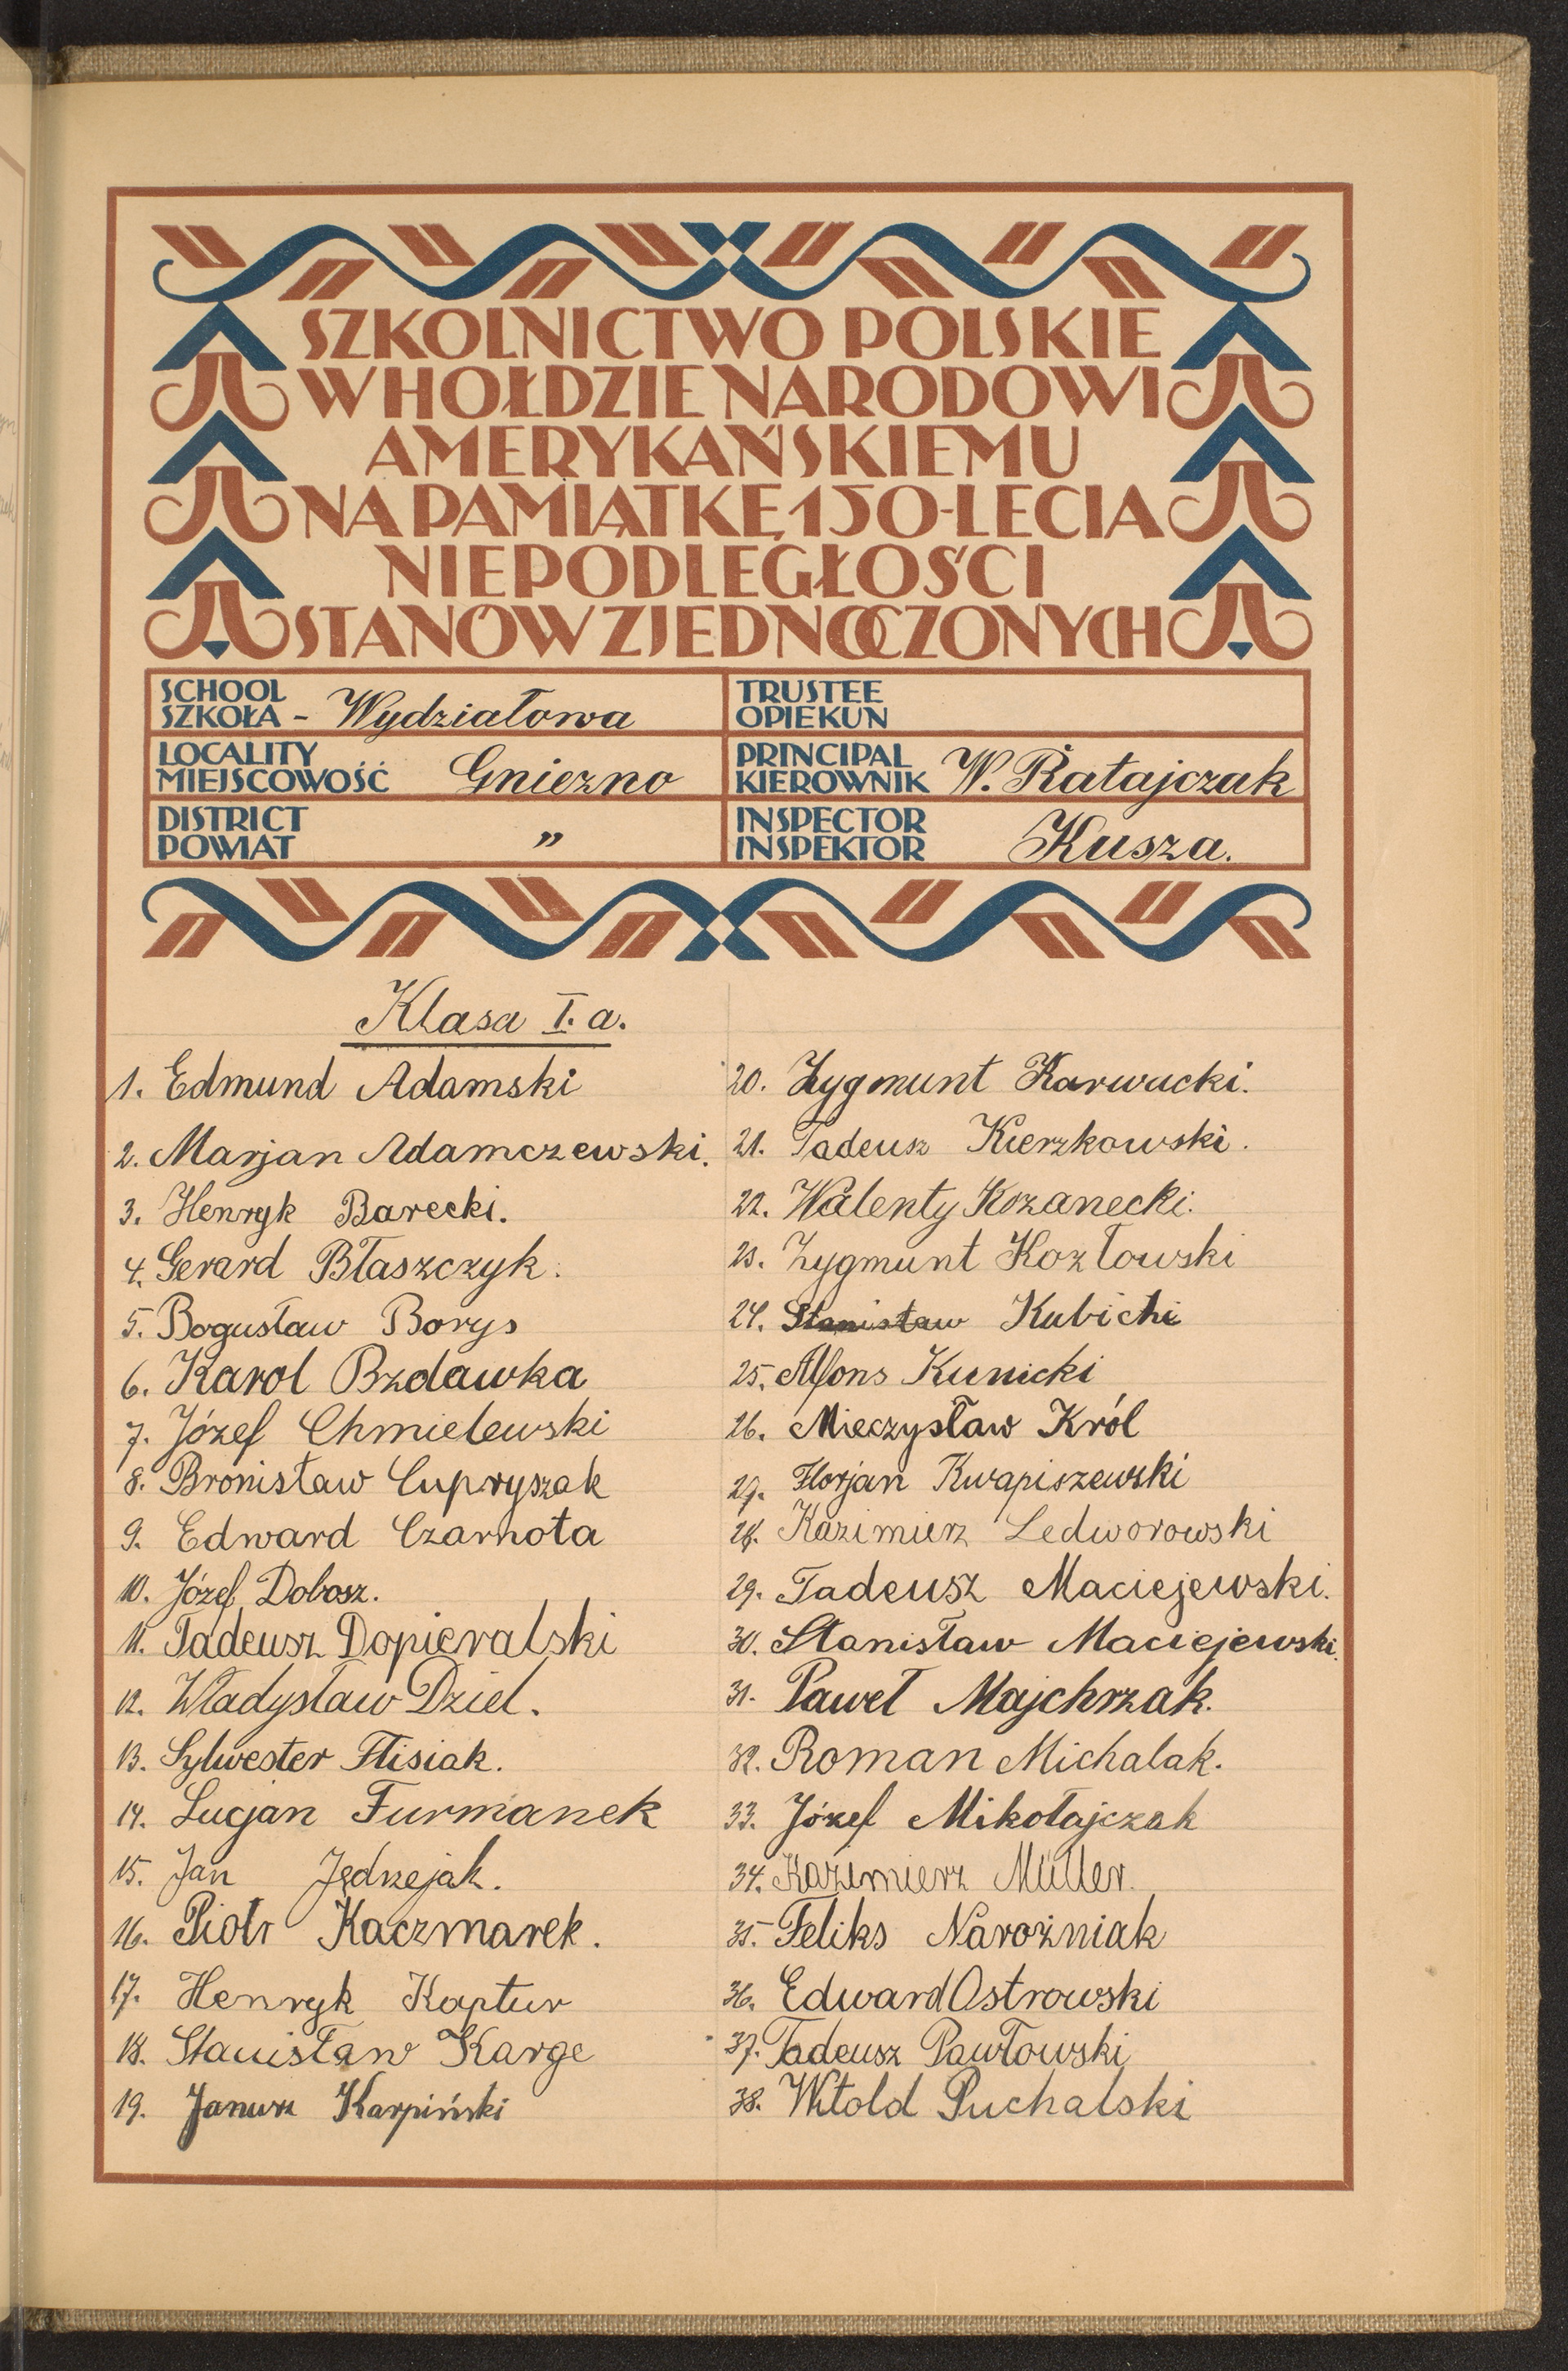 SZKOLNICTWO POLSKIE
W HOŁDZIE NARODOWI
AMERYKAŃSKIEMU
NA PAMIĄTKĘ 150-LECIA
NIEPODLEGŁOŚCI
STANÓW ZJEDNOCZONYCH
SCHOOL
SZKOŁA - Wydziałowa
TRUSTEE
OPIEKUN
LOCALITY
MIEJSCOWOŚĆ Gniezno
PRINCIPAL
KIEROWNIK W. Ratajczak
DISTRICT
POWIAT "
INSPECTOR
INSPEKTOR Kusza.
Klasa I. a.
1. Edmund Adamski
2. Marjan Adamczewski.
3. Henryk Barecki.
4. Gerard Błaszczyk.
5. Bogusław Borys
6. Karol Bzdawka
7. Józef Chmielewski
8. Bronisław Cupryszak
9. Edward Czarnota
10. Józef Dobosz.
11. Tadeusz Dopieralski
12. Władysław Dziel.
13. Sylwester Flisiak.
14. Lucjan Furmanek
15. Jan Jędrzejak.
16. Piotr Kaczmarek.
17. Henryk Kaptur
18. Stanisław Karge
19. Janusz Karpiński
20. Zygmunt Karwacki.
21. Tadeusz Kierzkowski.
22. Walenty Kozanecki.
23. Zygmunt Kozłowski
24. Stanisław Kubicki
25. Alfons Kunicki
26. Mieczysław Król
27. Florjan Kwapiszewski
28. Kazimierz Ledworowski
29. Tadeusz Maciejewski.
30. Stanisław Maciejewski.
31. Paweł Majchrzak.
32. Roman Michalak.
33. Józef Mikołajczak
34. Kazimierz Müller.
35. Feliks Narożniak
36. Edward Ostrowski
37. Tadeusz Pawłowski
38. Witold Puchalski